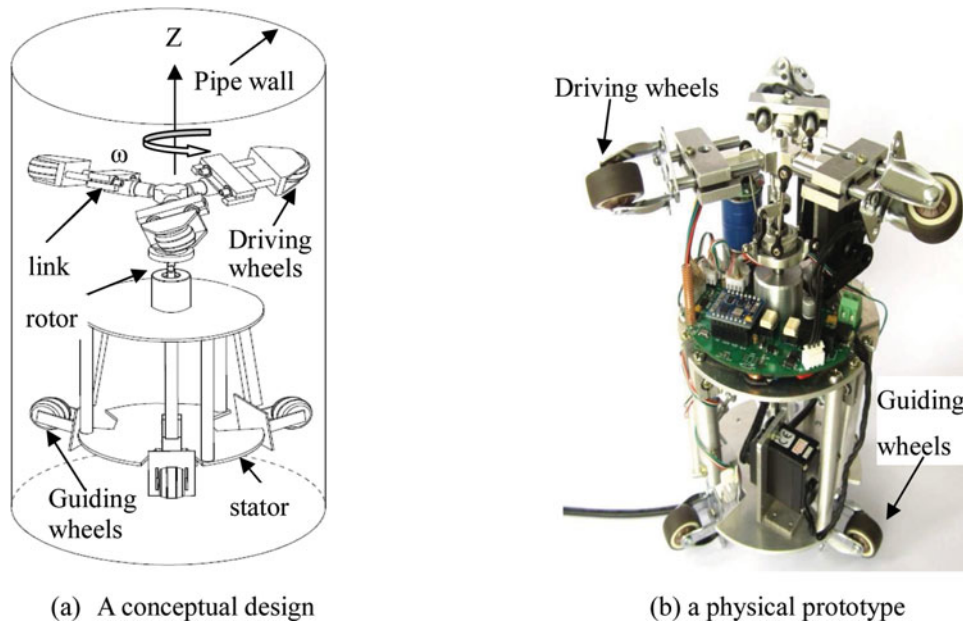 Z
Pipe wall
ω
link
Driving
wheels
rotor
Guiding
wheels
stator
(a) A conceptual design
Driving wheels
Guiding
wheels
(b) a physical prototype